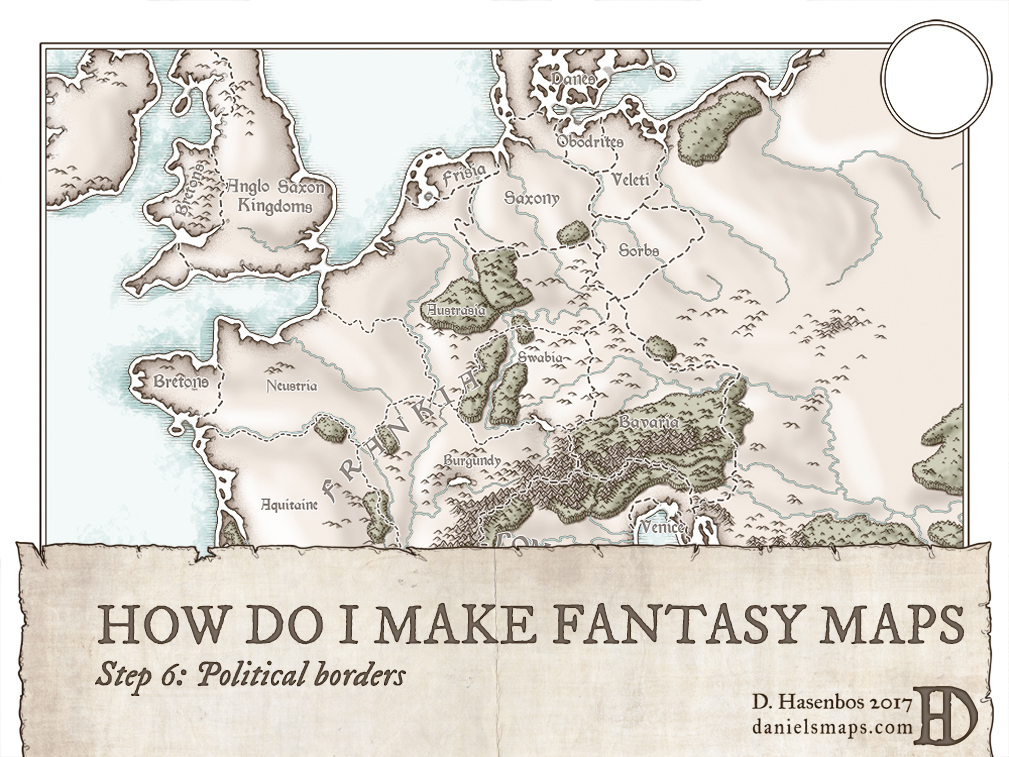 Danes
Obodrites
Frisia
Veleti
Saxony
Bretons
Anglo Saxon
Kingdoms
Sorbs
Austrasia
Swabia
Bretons
Neustria
FRANKIA
Bavaria
Burgundy
Aquitaine
Venice
HOW DO I MAKE FANTASY MAPS
Step 6: Political borders
D. Hasenbos 2017
danielsmaps.com
HD